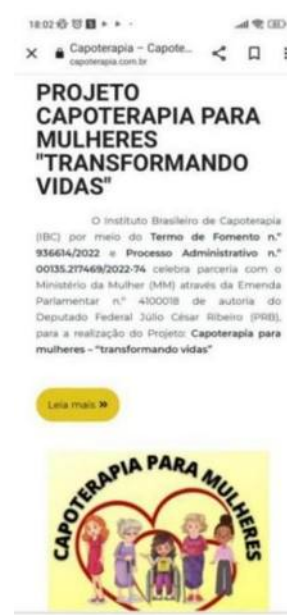 18:02
Capoterapia – Capote...
capoterapia.com.br
PROJETO
CAPOTERAPIA PARA
MULHERES
"TRANSFORMANDO
VIDAS"
O Instituto Brasileiro de Capoterapia
(IBC) por meio do Termo de Fomento n.º
936614/2022 e Processo Administrativo n.º
00135.217469/2022-74 celebra parceria com o
Ministério da Mulher (MM) através da Emenda
Parlamentar n.º 4100018 de autoria do
Deputado Federal Júlio César Ribeiro (PRB),
para a realização do Projeto: Capoterapia para
mulheres – "transformando vidas"
Leia mais »
CAPOTERAPIA PARA MULHERES